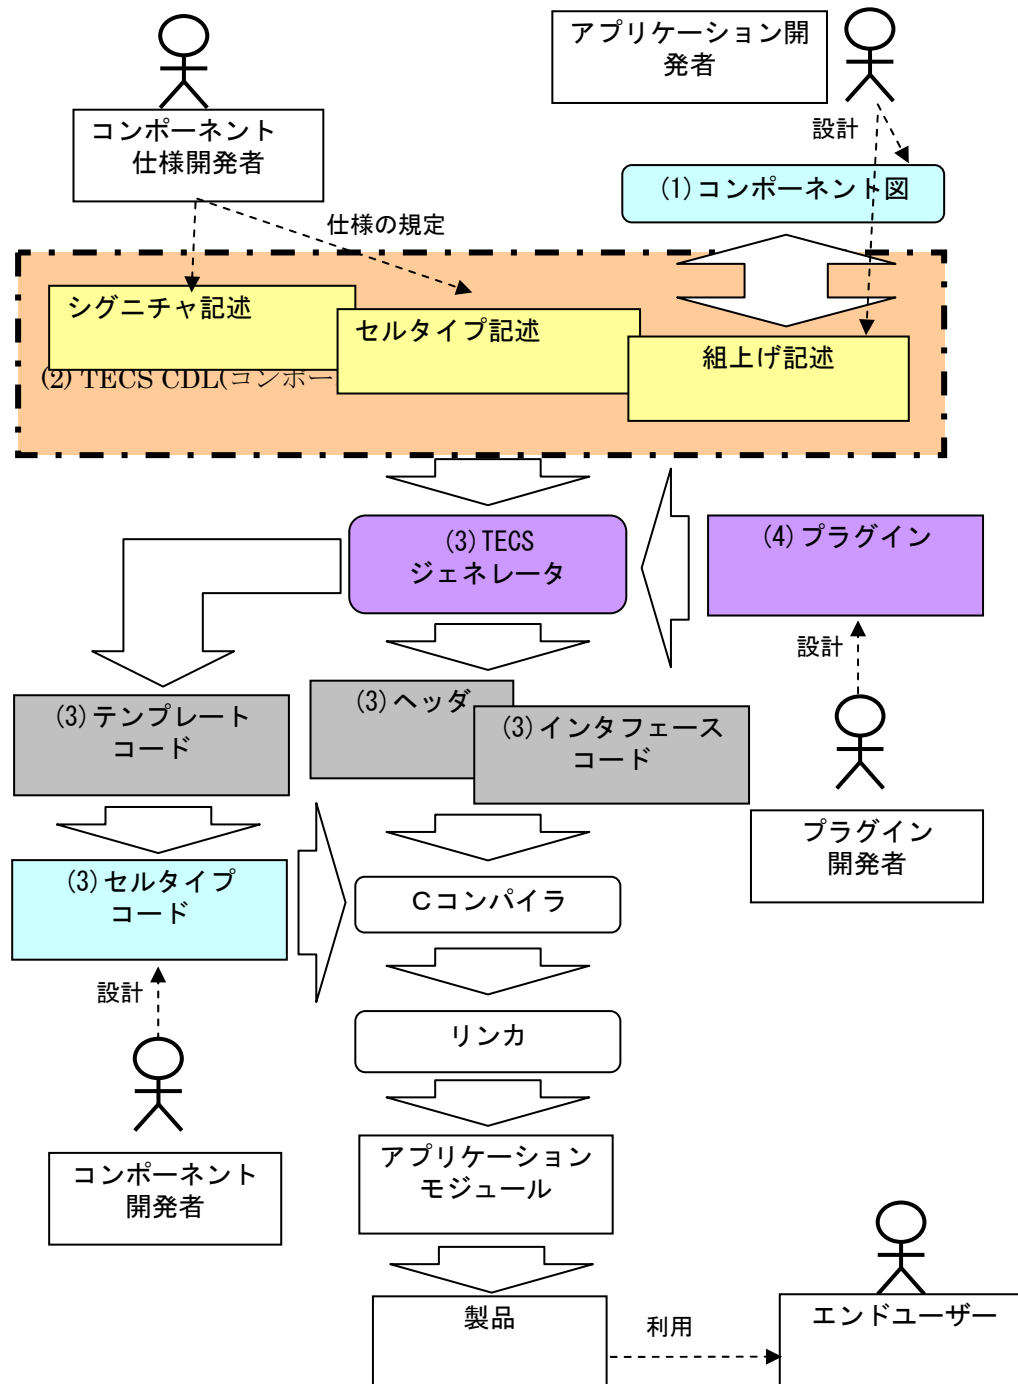 アプリケーション開
発者
コンポーネント
仕様開発者
設計
(1)コンポーネント図
仕様の規定
シグニチャ記述
セルタイプ記述
組上げ記述
(2) TECS CDL(コンポー
(3)TECS
ジェネレータ
(4)プラグイン
設計
(3)テンプレート
コード
(3)ヘッダ
(3)インタフェース
コード
プラグイン
開発者
(3)セルタイプ
コード
Cコンパイラ
設計
リンカ
コンポーネント
開発者
アプリケーション
モジュール
製品
利用
エンドユーザー